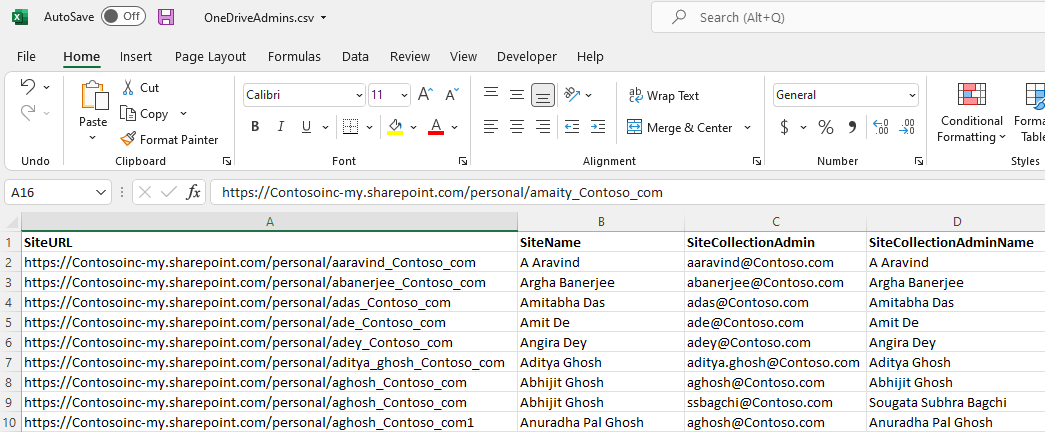 AutoSave Off OneDriveAdmins.csv Search (Alt+Q)
File Home Insert Page Layout Formulas Data Review View Developer Help
Paste Cut Copy Format Painter
Calibri 11 A A B I U A
ab c Wrap Text Merge & Center
General $ % , .00 .0
Conditional Formatting Forma Table
Undo Clipboard Font Alignment Number Styles
A16 fx https://Contosoinc-my.sharepoint.com/personal/amaity_Contoso_com
A B C D
1 SiteURL SiteName SiteCollectionAdmin SiteCollectionAdminName
2 https://Contosoinc-my.sharepoint.com/personal/aaravind_Contoso_com A Aravind aaravind@Contoso.com A Aravind
3 https://Contosoinc-my.sharepoint.com/personal/abanerjee_Contoso_com Argha Banerjee abanerjee@Contoso.com Argha Banerjee
4 https://Contosoinc-my.sharepoint.com/personal/adas_Contoso_com Amitabha Das adas@Contoso.com Amitabha Das
5 https://Contosoinc-my.sharepoint.com/personal/ade_Contoso_com Amit De ade@Contoso.com Amit De
6 https://Contosoinc-my.sharepoint.com/personal/adey_Contoso_com Angira Dey adey@Contoso.com Angira Dey
7 https://Contosoinc-my.sharepoint.com/personal/aditya_ghosh_Contoso_com Aditya Ghosh aditya.ghosh@Contoso.com Aditya Ghosh
8 https://Contosoinc-my.sharepoint.com/personal/aghosh_Contoso_com Abhijit Ghosh aghosh@Contoso.com Abhijit Ghosh
9 https://Contosoinc-my.sharepoint.com/personal/aghosh_Contoso_com Abhijit Ghosh ssbagchi@Contoso.com Sougata Subhra Bagchi
10 https://Contosoinc-my.sharepoint.com/personal/aghosh_Contoso_com1 Anuradha Pal Ghosh aghosh@Contoso.com Anuradha Pal Ghosh